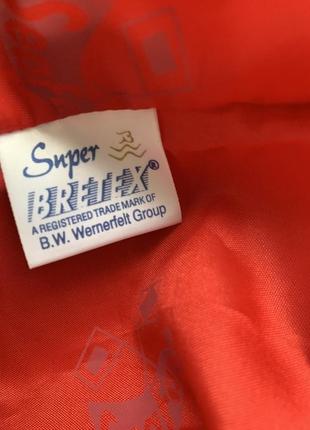 Super
BRETEX®
A REGISTERED TRADE MARK OF
B.W. Wernerfelt Group